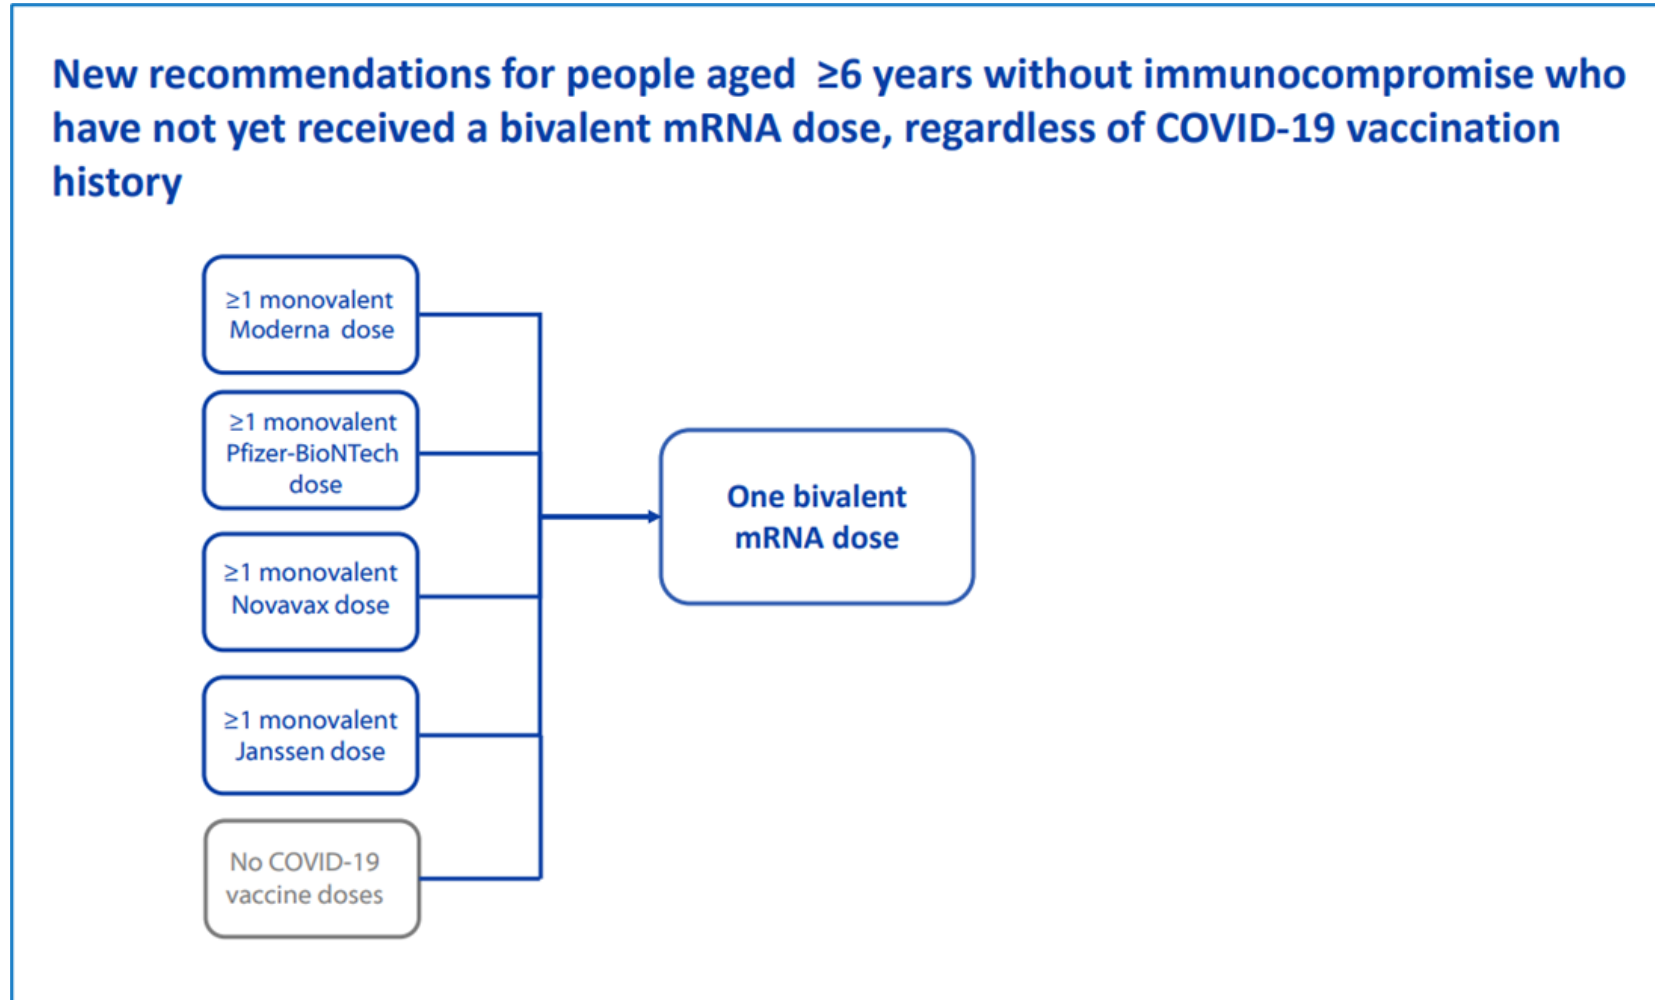 New recommendations for people aged ≥6 years without immunocompromise who
have not yet received a bivalent mRNA dose, regardless of COVID-19 vaccination
history
≥1 monovalent
Moderna dose
≥1 monovalent
Pfizer-BioNTech
dose
≥1 monovalent
Novavax dose
≥1 monovalent
Janssen dose
No COVID-19
vaccine doses
One bivalent
mRNA dose